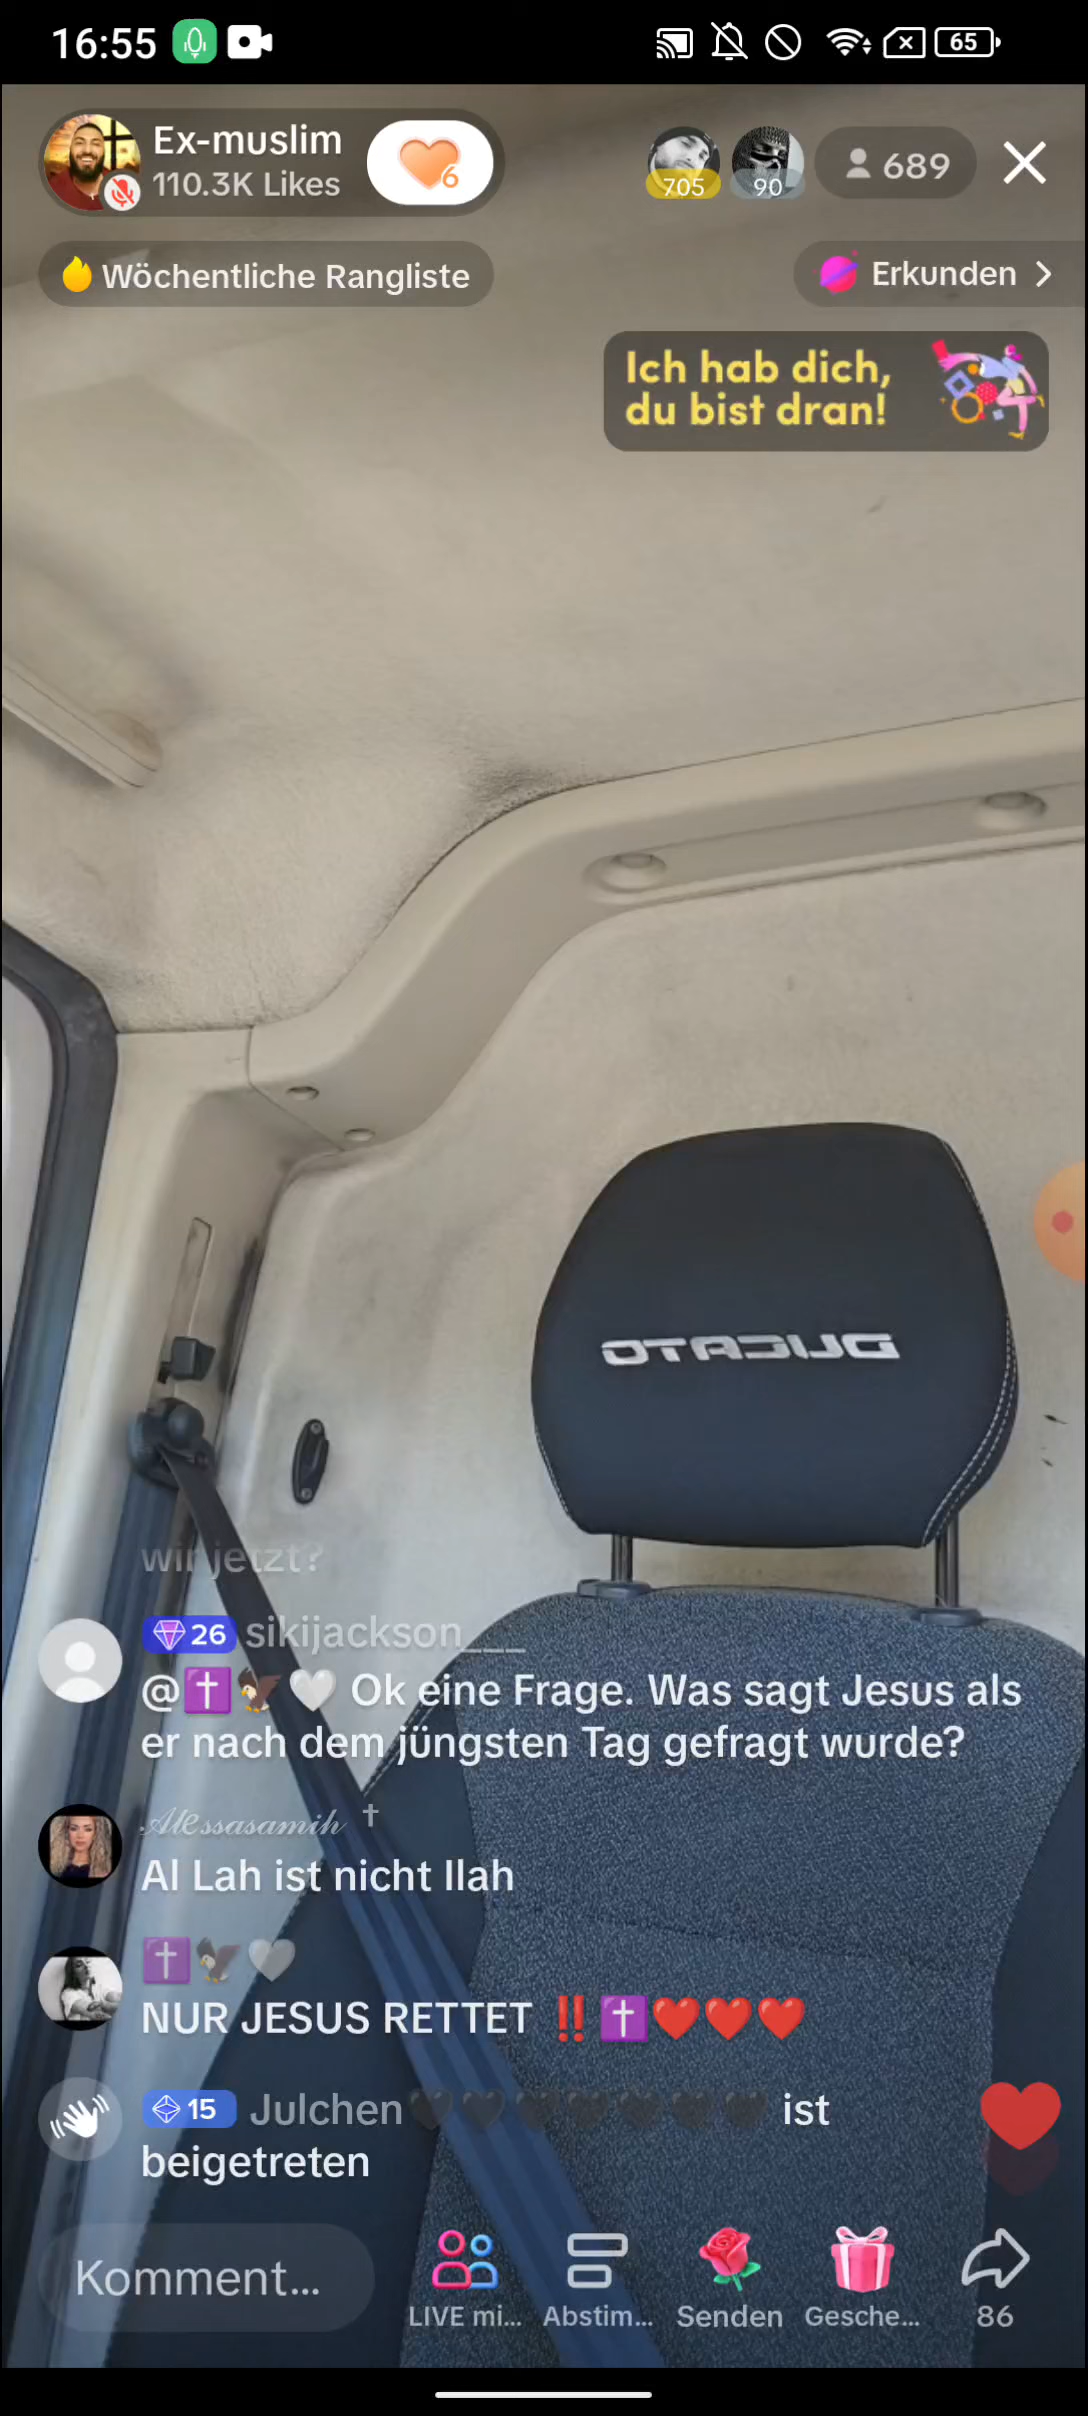 16:55
65
Ex-muslim
110.3K Likes
6
705
90
689
Wöchentliche Rangliste
Erkunden
Ich hab dich,
du bist dran!
DUCATO
wir jetzt?
26 sikijackson___
@✝️🦅🤍 Ok eine Frage. Was sagt Jesus als
er nach dem jüngsten Tag gefragt wurde?
𝒜𝓁𝑒𝓈𝓈𝒶𝓈𝒶𝓂𝒾𝒽 †
Al Lah ist nicht Ilah
✝️🦅🤍
NUR JESUS RETTET ‼️✝️❤️❤️❤️
15 Julchen🖤🖤🖤🖤🖤🖤🖤 ist
beigetreten
Komment...
LIVE mi...
Abstim...
Senden
Gesche...
86